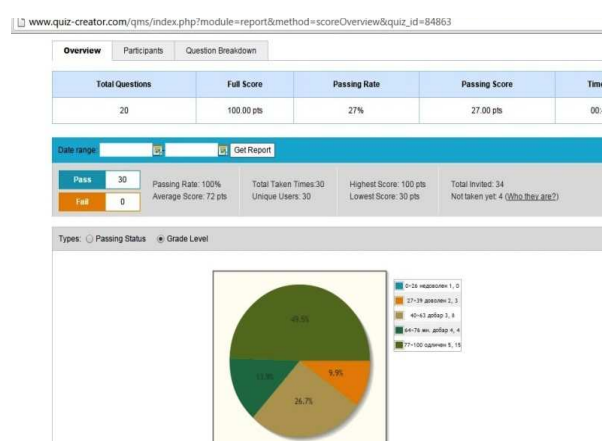 www.quiz-creator.com/qms/index.php?module=report&method=scoreOverview&quiz_id=84863
Overview Participants Question Breakdown
Total Questions Full Score Passing Rate Passing Score Time
20 100.00 pts 27% 27.00 pts 00:
Date range: Get Report
Pass 30
Fail 0
Passing Rate: 100% Total Taken Times:30 Highest Score: 100 pts Total Invited: 34
Average Score: 72 pts Unique Users: 30 Lowest Score: 30 pts Not taken yet: 4 (Who they are?)
Types: Passing Status Grade Level
0~26 недоволен 1, 0
27~39 доволен 2, 3
40~63 добар 3, 8
64~76 мн. добар 4, 4
77~100 одличен 5, 15
49.5%
9.9%
26.7%